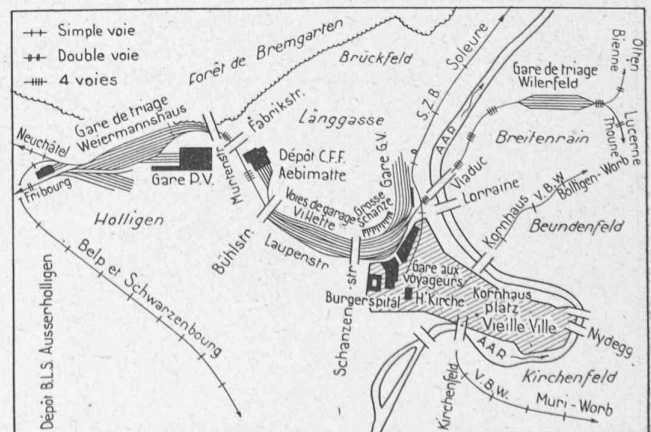 Simple voie
Double voie
4 voies
Forêt de Bremgarten
Brückfeld
Soleure
S.Z.B.
Olten
Bienne
Gare de triage
Wilerfeld
Lucerne
Thoune
Gare de triage
Weiermannshaus
Fabrikstr.
Länggasse
Gare G.V.
AAR
Breitenrain
Neuchâtel
Fribourg
Gare P.V.
Murtenstr.
Dépôt C.F.F.
Aebimatte
Voies de garage
Villette
Grosse
Schanze
Viaduc
Lorraine
Kornhaus
V.B.W
Bolligen-Worb
Beundenfeld
Holligen
Bühlstr.
Laupenstr
Schanzen
-str.
Gare aux
voyageurs
H. Kirche
Burgerspital
Kornhaus
platz
Vieille Ville
Nydegg
Belp et Schwarzenbourg
Dépôt B.L.S. Ausserholligen
AAR
Kirchenfeld
Kirchenfeld
V.B.W.
Muri-Worb